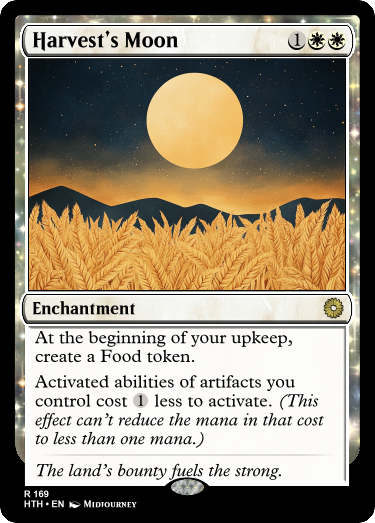 Harvest's Moon 1
Enchantment
At the beginning of your upkeep,
create a Food token.
Activated abilities of artifacts you
control cost 1 less to activate. (This
effect can't reduce the mana in that cost
to less than one mana.)
The land's bounty fuels the strong.
R 169
HTH • EN Midjourney